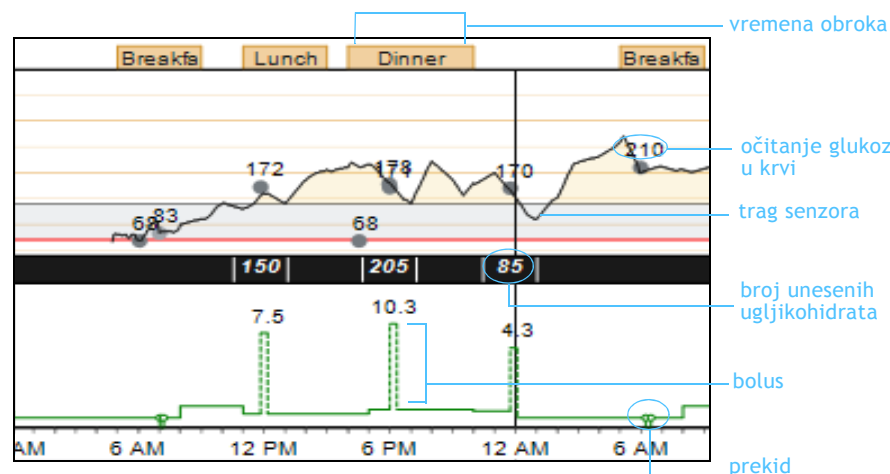 vremena obroka
Breakfa Lunch Dinner Breakfa
očitanje glukoz
u krvi
172 170 210
68 83 68
trag senzora
150 205 85
broj unesenih
ugljikohidrata
7.5 10.3 4.3
bolus
AM 6 AM 12 PM 6 PM 12 AM 6 AM
prekid